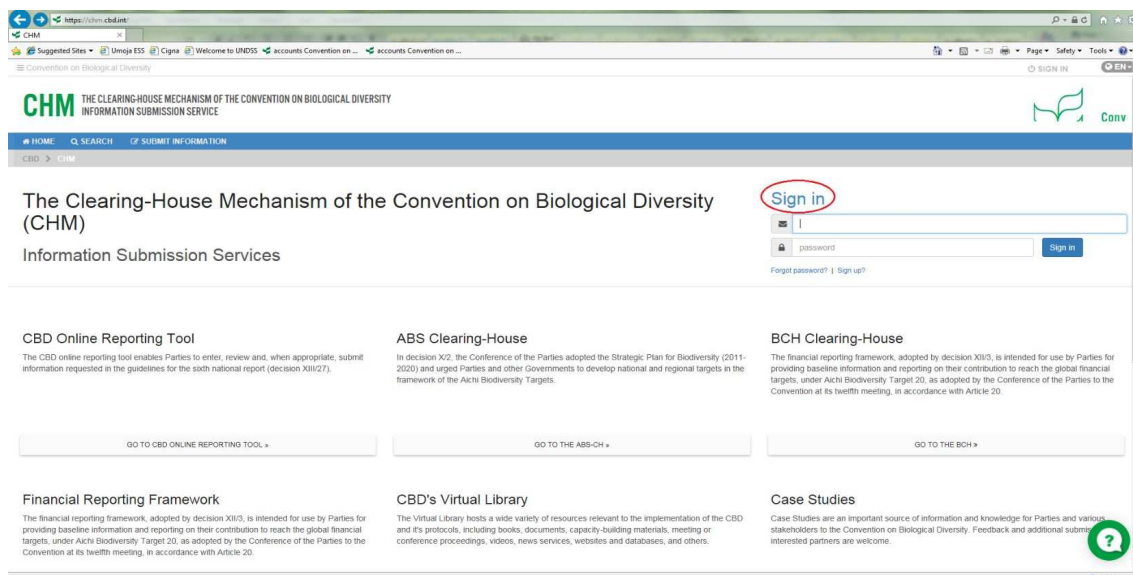 https://chm.cbd.int/
CHM
Suggested Sites Umoja ESS Cigna Welcome to UNDSS accounts Convention on ... accounts Convention on ...
Page Safety Tools
Convention on Biological Diversity
SIGN IN
EN
CHM
THE CLEARING-HOUSE MECHANISM OF THE CONVENTION ON BIOLOGICAL DIVERSITY
INFORMATION SUBMISSION SERVICE
Conv
HOME SEARCH SUBMIT INFORMATION
CBD > CHM
The Clearing-House Mechanism of the Convention on Biological Diversity
(CHM)
Information Submission Services
Sign in
password
Sign in
Forgot password? | Sign up?
CBD Online Reporting Tool
The CBD online reporting tool enables Parties to enter, review and, when appropriate, submit
information requested in the guidelines for the sixth national report (decision XIII/27).
GO TO CBD ONLINE REPORTING TOOL »
ABS Clearing-House
In decision X/2, the Conference of the Parties adopted the Strategic Plan for Biodiversity (2011-
2020) and urged Parties and other Governments to develop national and regional targets in the
framework of the Aichi Biodiversity Targets.
GO TO THE ABS-CH »
BCH Clearing-House
The financial reporting framework, adopted by decision XII/3, is intended for use by Parties for
providing baseline information and reporting on their contribution to reach the global financial
targets, under Aichi Biodiversity Target 20, as adopted by the Conference of the Parties to the
Convention at its twelfth meeting, in accordance with Article 20.
GO TO THE BCH »
Financial Reporting Framework
The financial reporting framework, adopted by decision XII/3, is intended for use by Parties for
providing baseline information and reporting on their contribution to reach the global financial
targets, under Aichi Biodiversity Target 20, as adopted by the Conference of the Parties to the
Convention at its twelfth meeting, in accordance with Article 20.
CBD's Virtual Library
The Virtual Library hosts a wide variety of resources relevant to the implementation of the CBD
and it's protocols, including books, documents, capacity-building materials, meeting or
conference proceedings, videos, news services, websites and databases, and others.
Case Studies
Case Studies are an important source of information and knowledge for Parties and various
stakeholders to the Convention on Biological Diversity. Feedback and additional submis
interested partners are welcome.
?